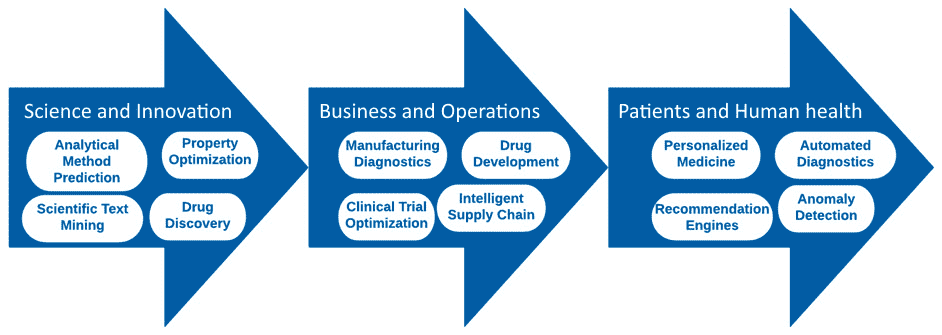 Science and Innovation
Analytical
Method
Prediction
Property
Optimization
Scientific Text
Mining
Drug
Discovery
Business and Operations
Manufacturing
Diagnostics
Drug
Development
Clinical Trial
Optimization
Intelligent
Supply Chain
Patients and Human health
Personalized
Medicine
Automated
Diagnostics
Recommendation
Engines
Anomaly
Detection